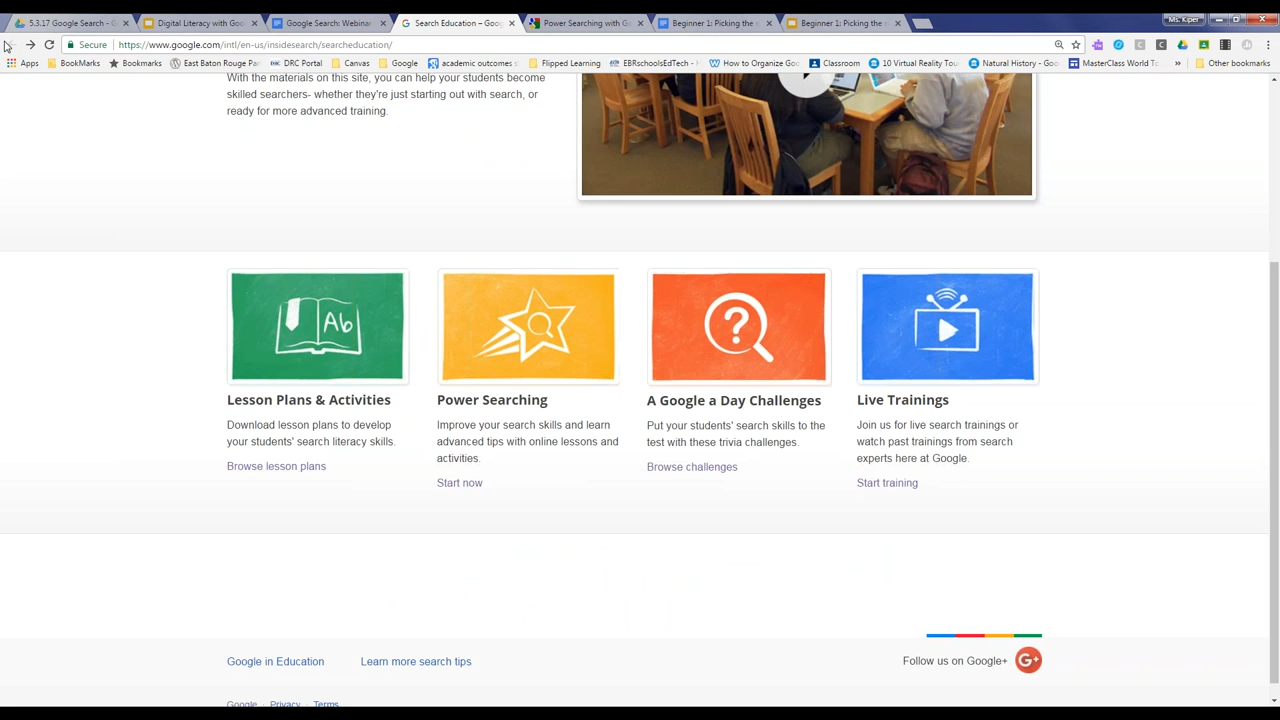 5.3.17 Google Search - G
Digital Literacy with Goo
Google Search: Webinar
Search Education – Goo
Power Searching with Go
Beginner 1: Picking the r
Beginner 1: Picking the r
Ms. Kiper
Secure
https://www.google.com/intl/en-us/insidesearch/searcheducation/
Apps
BookMarks
Bookmarks
East Baton Rouge Par
DRC Portal
Canvas
Google
academic outcomes s
Flipped Learning
EBRschoolsEdTech -
How to Organize Goo
Classroom
10 Virtual Reality Tou
Natural History - Goo
MasterClass World To
»
Other bookmarks
With the materials on this site, you can help your students become
skilled searchers- whether they're just starting out with search, or
ready for more advanced training.
Ab
?
Lesson Plans & Activities
Download lesson plans to develop
your students' search literacy skills.
Browse lesson plans
Power Searching
Improve your search skills and learn
advanced tips with online lessons and
activities.
Start now
A Google a Day Challenges
Put your students' search skills to the
test with these trivia challenges.
Browse challenges
Live Trainings
Join us for live search trainings or
watch past trainings from search
experts here at Google.
Start training
Google in Education
Learn more search tips
Follow us on Google+
G+
Google · Privacy · Terms